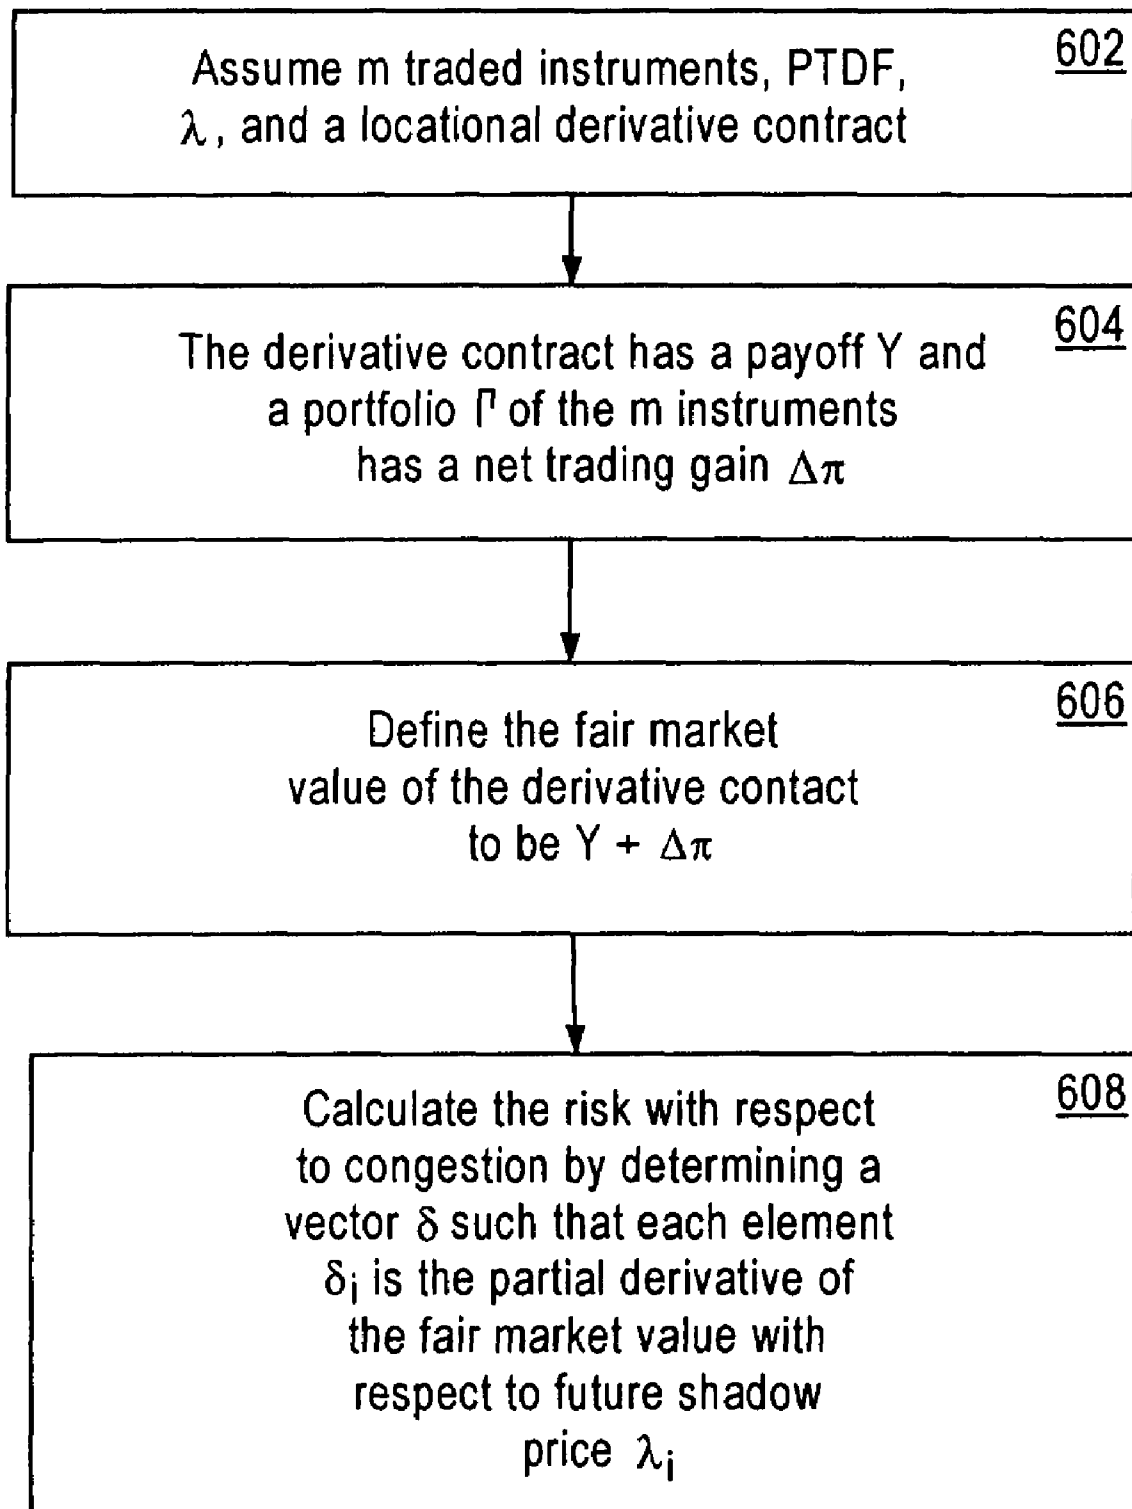 602
Assume m traded instruments, PTDF,
λ, and a locational derivative contract
604
The derivative contract has a payoff Y and
a portfolio Γ of the m instruments
has a net trading gain Δπ
606
Define the fair market
value of the derivative contact
to be Y + Δπ
608
Calculate the risk with respect
to congestion by determining a
vector δ such that each element
δi is the partial derivative of
the fair market value with
respect to future shadow
price λi